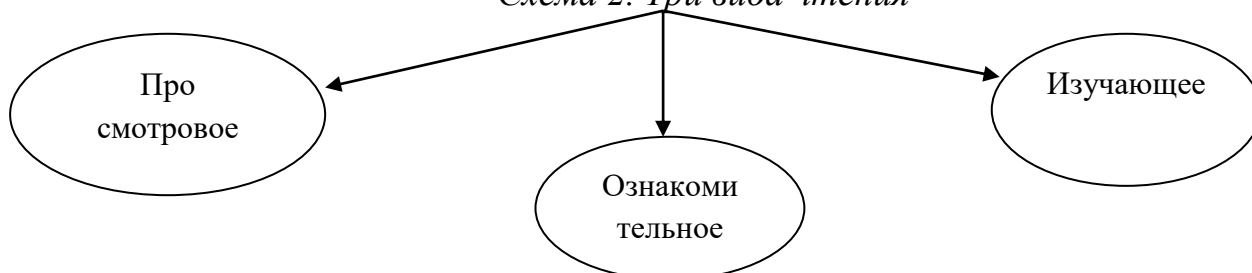 Схема 2. Три вида чтения
Про
смотровое
Ознакоми
тельное
Изучающее